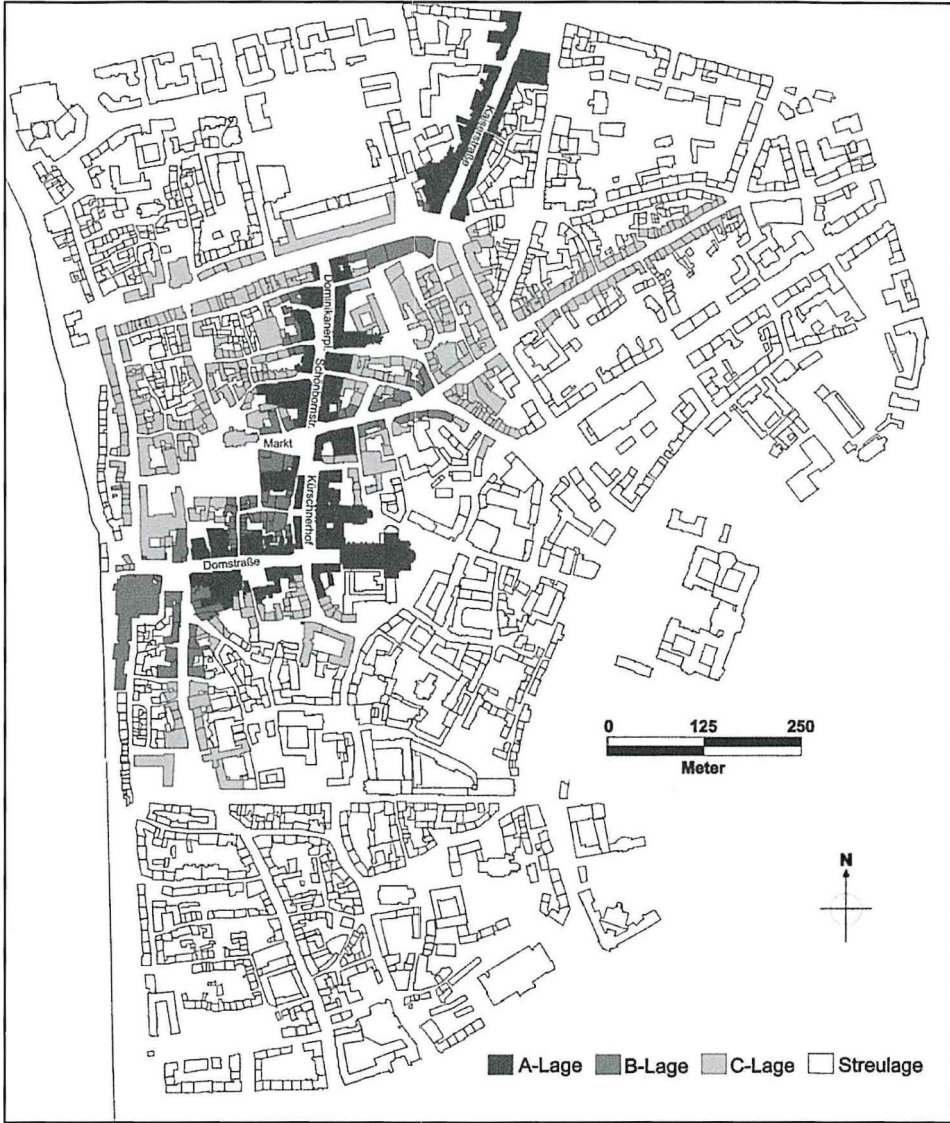 Kaiserstraße
Dominikanerpl.
Schönbornstr.
Markt
Kürschnerhof
Domstraße
0 125 250
Meter
N
A-Lage B-Lage C-Lage Streulage